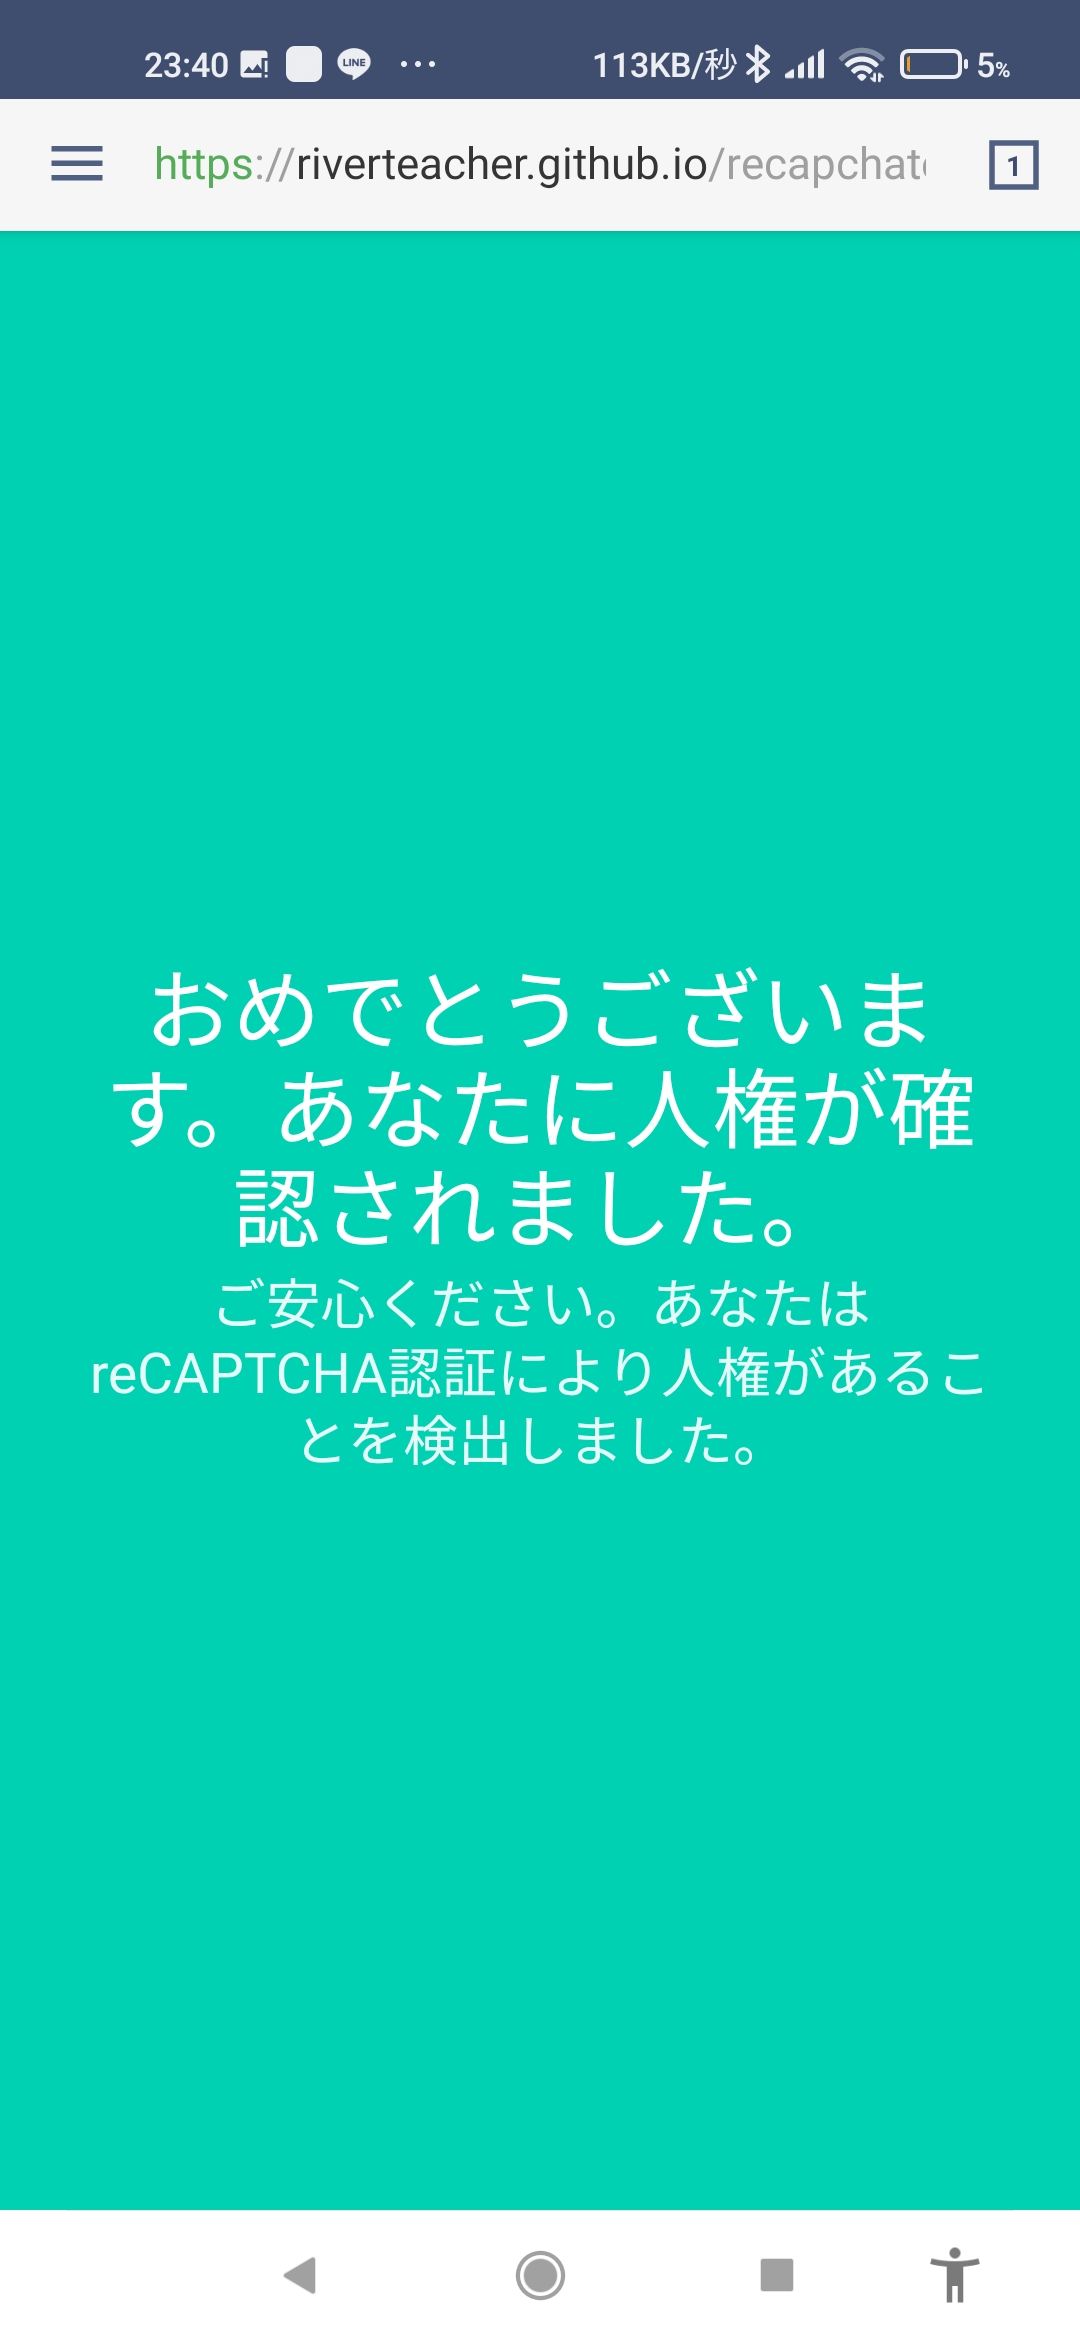 23:40 LINE ... 113KB/秒 5%
https://riverteacher.github.io/recapchat
1
おめでとうございま
す。あなたに人権が確
認されました。
ご安心ください。あなたは
reCAPTCHA認証により人権があるこ
とを検出しました。